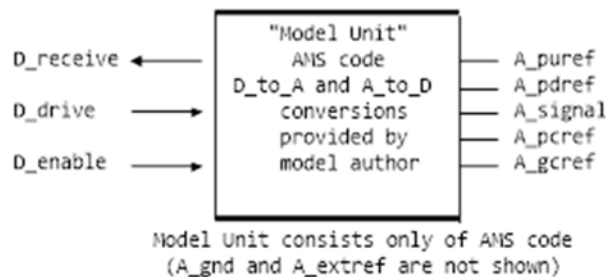 "Model Unit"
D_receive AMS code A_puref
D_to_A and A_to_D A_pdref
D_drive conversions A_signal
provided by A_pcref
D_enable model author A_gcref
Model Unit consists only of AMS code
(A_gnd and A_extref are not shown)